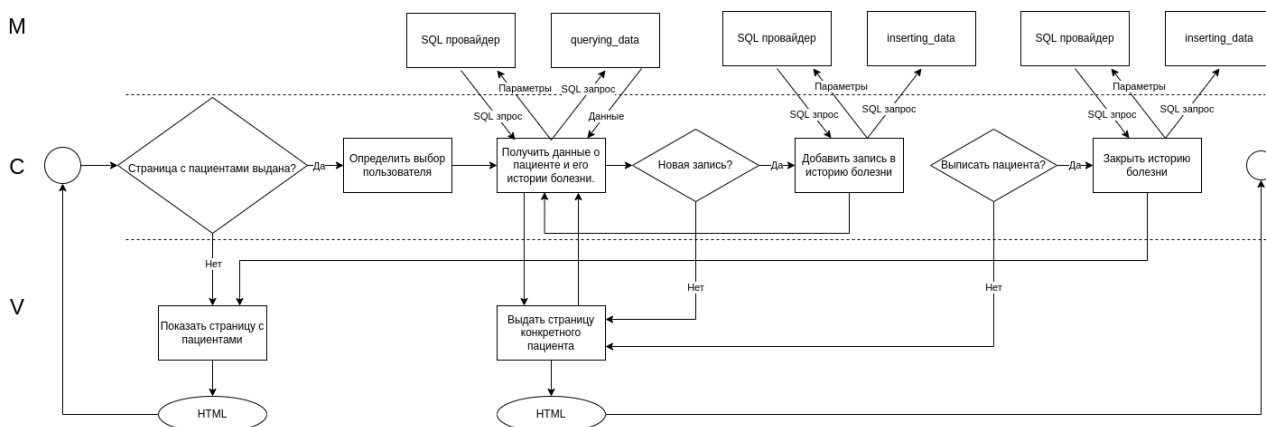 M
SQL провайдер
querying_data
SQL провайдер
inserting_data
SQL провайдер
inserting_data
Параметры
SQL запрос
Параметры
SQL запрос
Параметры
SQL запрос
SQL зпрос
Данные
SQL зпрос
SQL зпрос
C
Страница с пациентами выдана?
Да
Определить выбор
пользователя
Получить данные о
пациенте и его
истории болезни.
Новая запись?
Да
Добавить запись в
историю болезни
Выписать пациента?
Да
Закрыть историю
болезни
Нет
Нет
Нет
V
Показать страницу с
пациентами
Выдать страницу
конкретного
пациента
HTML
HTML